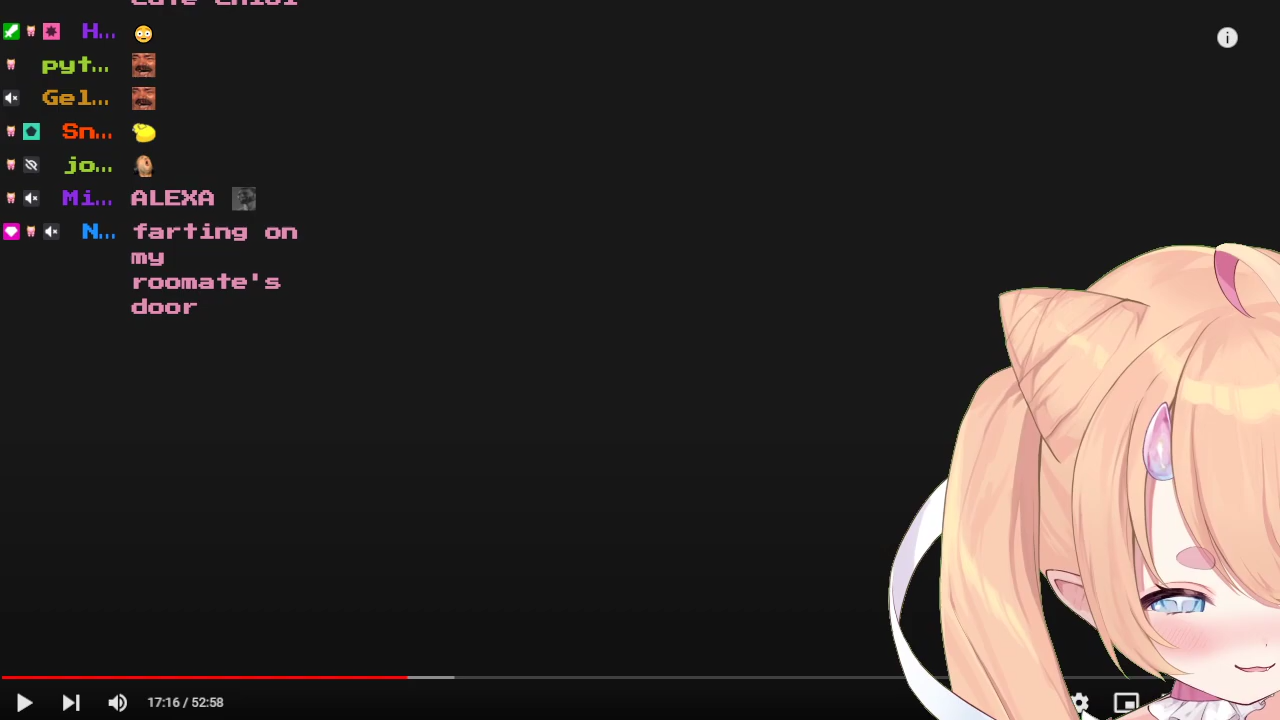 H...
pyt...
Gel...
Sn...
jo...
Mi... ALEXA
N... farting on
my
roomate's
door
17:16 / 52:58